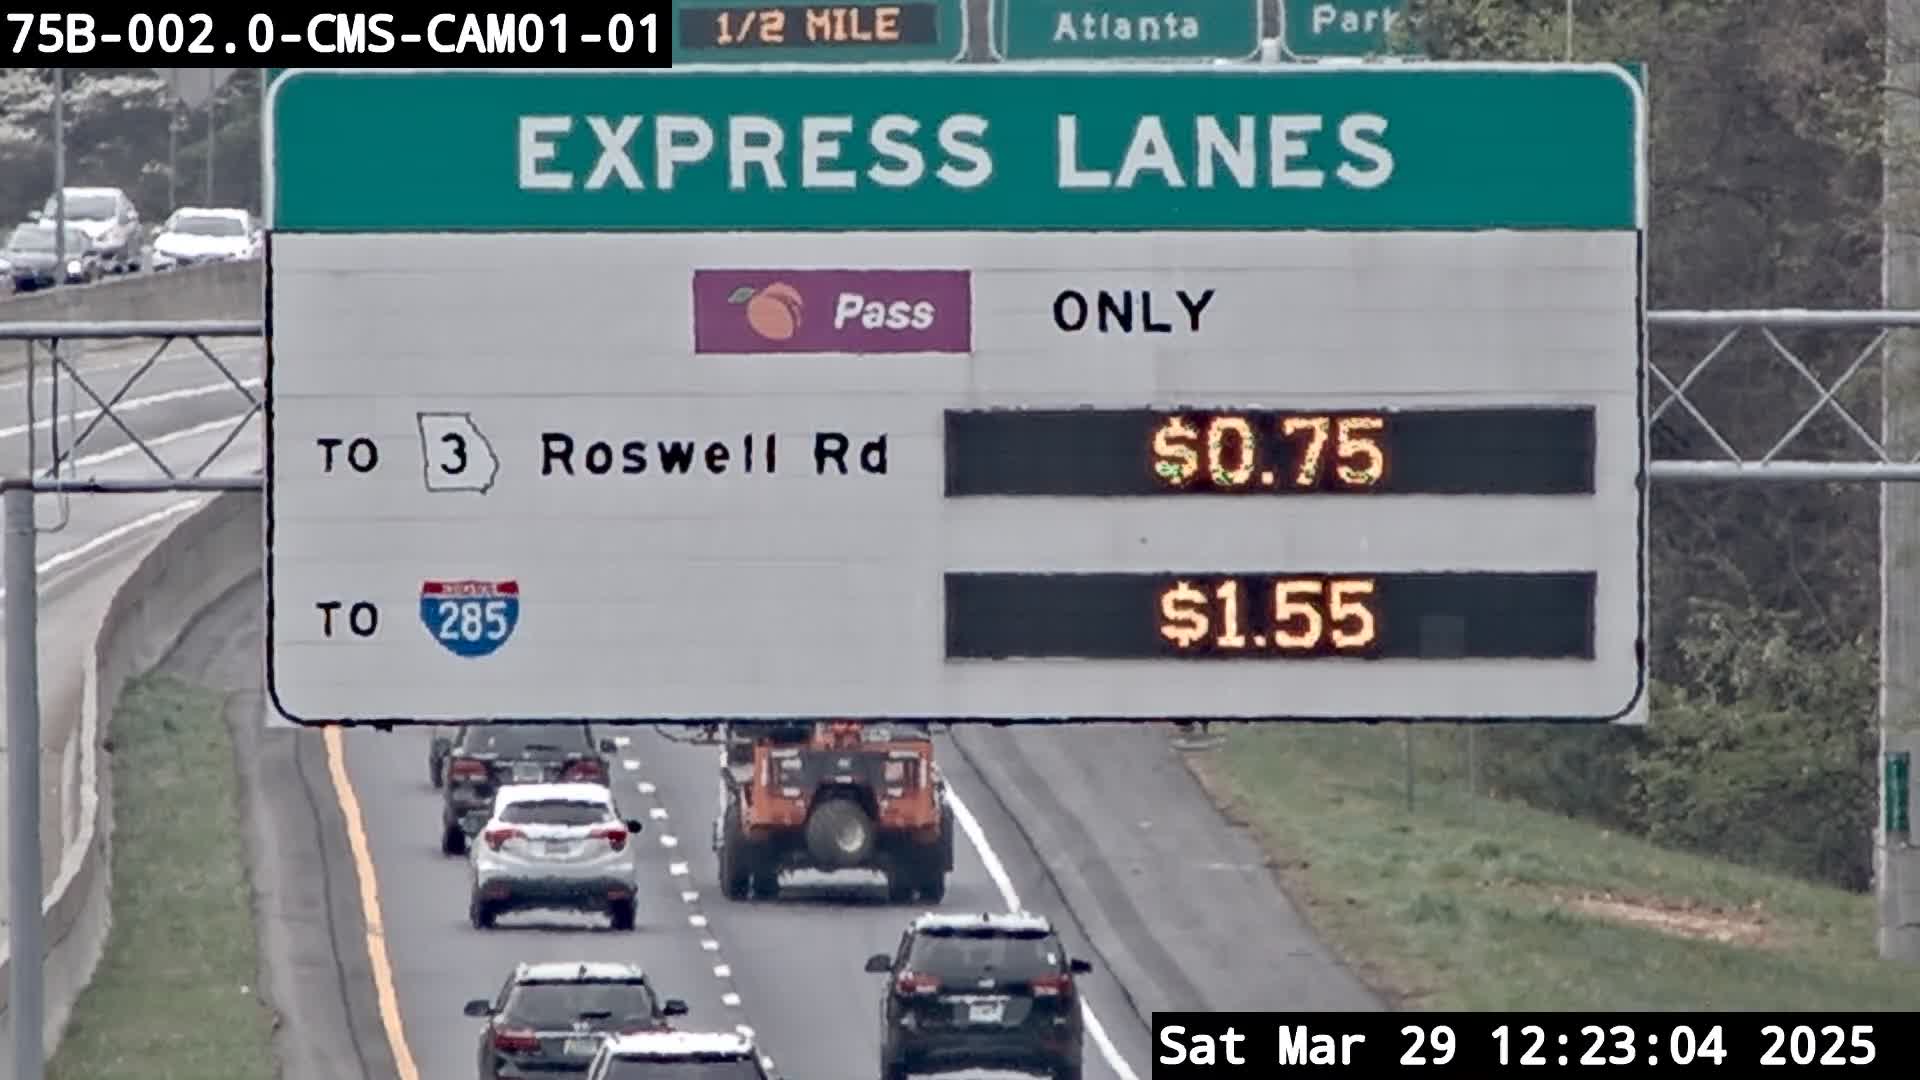 75B-002.0-CMS-CAM01-01
1/2 MILE
Atlanta
Park
EXPRESS LANES
Pass ONLY
TO 3 Roswell Rd $0.75
TO 285 $1.55
Sat Mar 29 12:23:04 2025